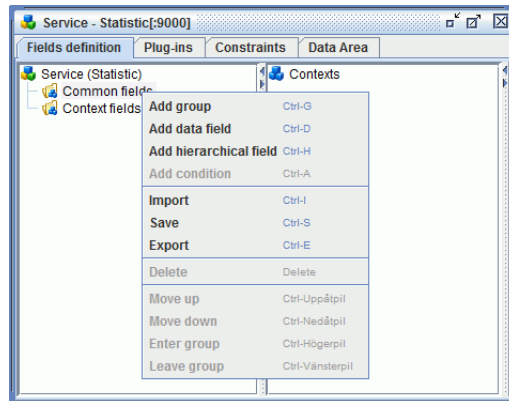 Service - Statistic[:9000]
Fields definition Plug-ins Constraints Data Area
Service (Statistic)
Common fields
Context fields
Contexts
Add group Ctrl-G
Add data field Ctrl-D
Add hierarchical field Ctrl-H
Add condition Ctrl-A
Import Ctrl-I
Save Ctrl-S
Export Ctrl-E
Delete Delete
Move up Ctrl-Uppåtpil
Move down Ctrl-Nedåtpil
Enter group Ctrl-Högerpil
Leave group Ctrl-Vänsterpil